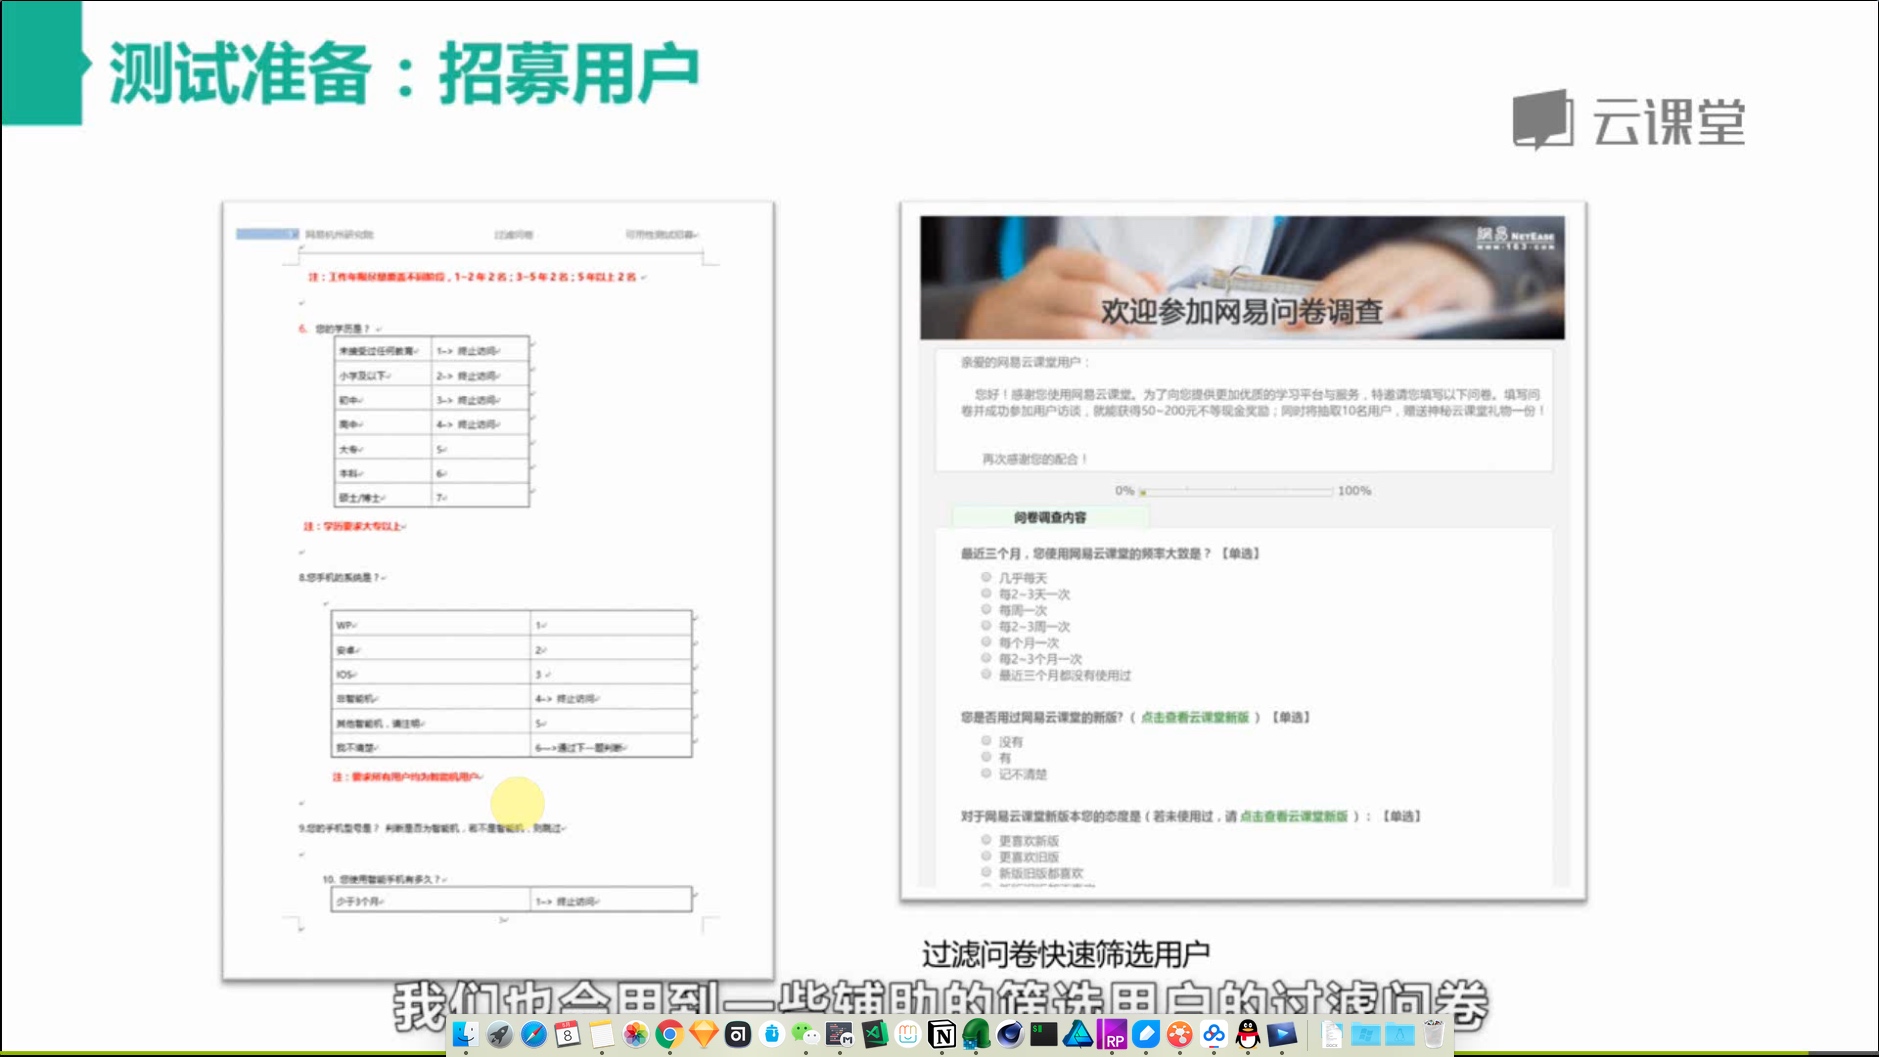 测试准备：招募用户
云课堂
网易杭州研究院 过滤问卷 可用性测试招募
注：工作年限尽量覆盖不同阶段，1-2年2名；3-5年2名；5年以上2名
6. 您的学历是？
未接受过任何教育 1-> 终止访问
小学及以下 2-> 终止访问
初中 3-> 终止访问
高中 4-> 终止访问
大专 5
本科 6
硕士/博士 7
注：学历要求大专以上
8.您手机的系统是？
WP 1
安卓 2
IOS 3
非智能机 4-> 终止访问
其他智能机，请注明 5
我不清楚 6-->通过下一题判断
注：要求所有用户均为智能机用户
9.您的手机型号是？ 判断是否为智能机，若不是智能机，则跳过
10. 您使用智能手机有多久？
少于3个月 1-> 终止访问
網易 NETEASE
www.163.com
欢迎参加网易问卷调查
亲爱的网易云课堂用户：
您好！感谢您使用网易云课堂。为了向您提供更加优质的学习平台与服务，特邀请您填写以下问卷。填写问
卷并成功参加用户访谈，就能获得50~200元不等现金奖励；同时将抽取10名用户，赠送神秘云课堂礼物一份！
再次感谢您的配合！
0% 100%
问卷调查内容
最近三个月，您使用网易云课堂的频率大致是？【单选】
几乎每天
每2~3天一次
每周一次
每2~3周一次
每个月一次
每2~3个月一次
最近三个月都没有使用过
您是否用过网易云课堂的新版?（ 点击查看云课堂新版 ）【单选】
没有
有
记不清楚
对于网易云课堂新版本您的态度是（若未使用过，请 点击查看云课堂新版 ）：【单选】
更喜欢新版
更喜欢旧版
新版旧版都喜欢
过滤问卷快速筛选用户
我们也会用到一些辅助的筛选用户的过滤问卷
8
RP